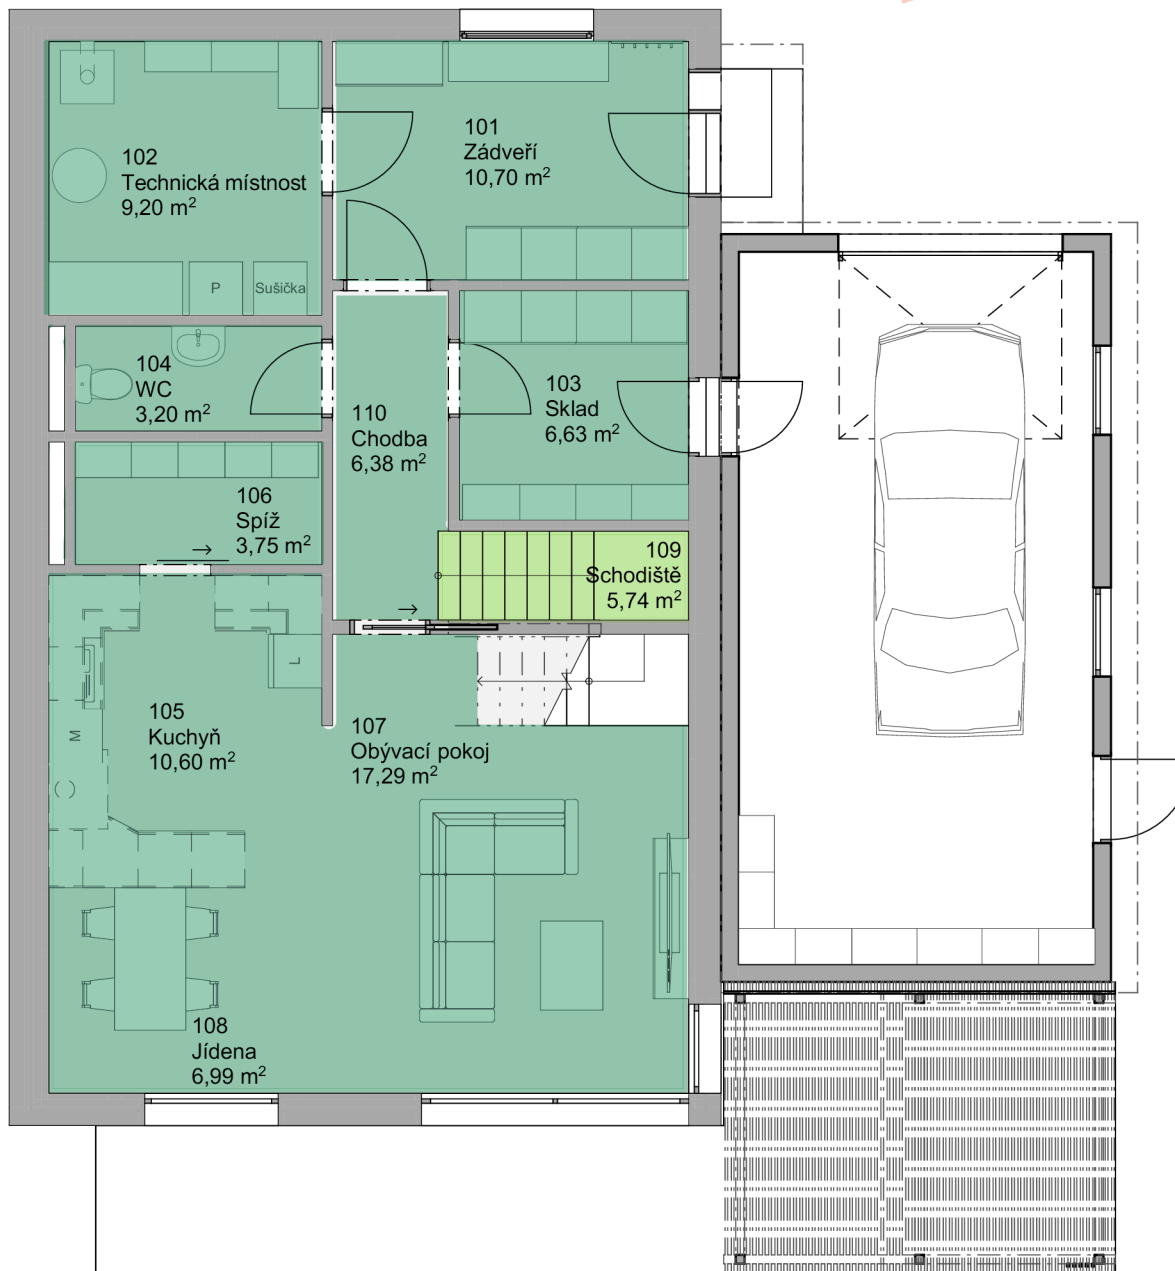 101
Zádveří
10,70 m²
102
Technická místnost
9,20 m²
P
Sušička
104
WC
3,20 m²
103
Sklad
6,63 m²
110
Chodba
6,38 m²
106
Spíž
3,75 m²
109
Schodiště
5,74 m²
L
105
Kuchyň
10,60 m²
M
107
Obývací pokoj
17,29 m²
108
Jídena
6,99 m²